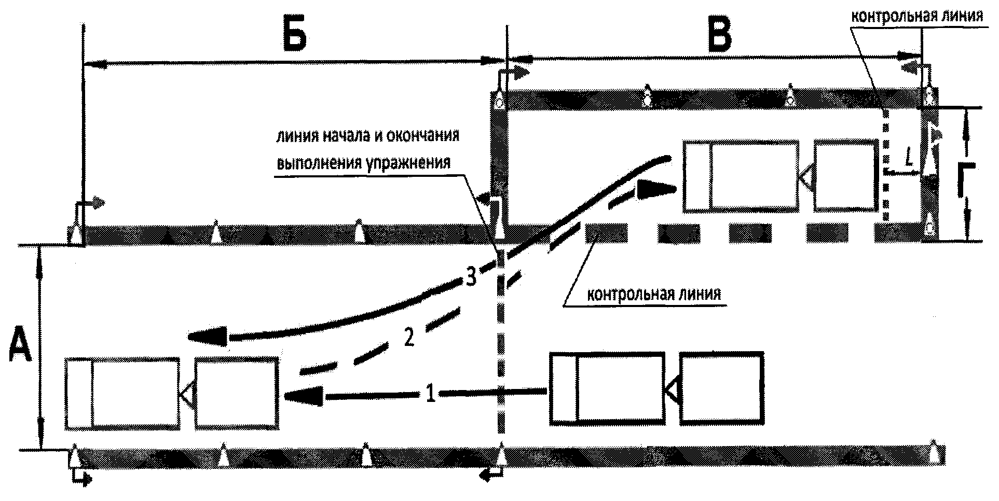 Б
В
контрольная линия
линия начала и окончания
выполнения упражнения
L
Г
3
контрольная линия
А
2
1